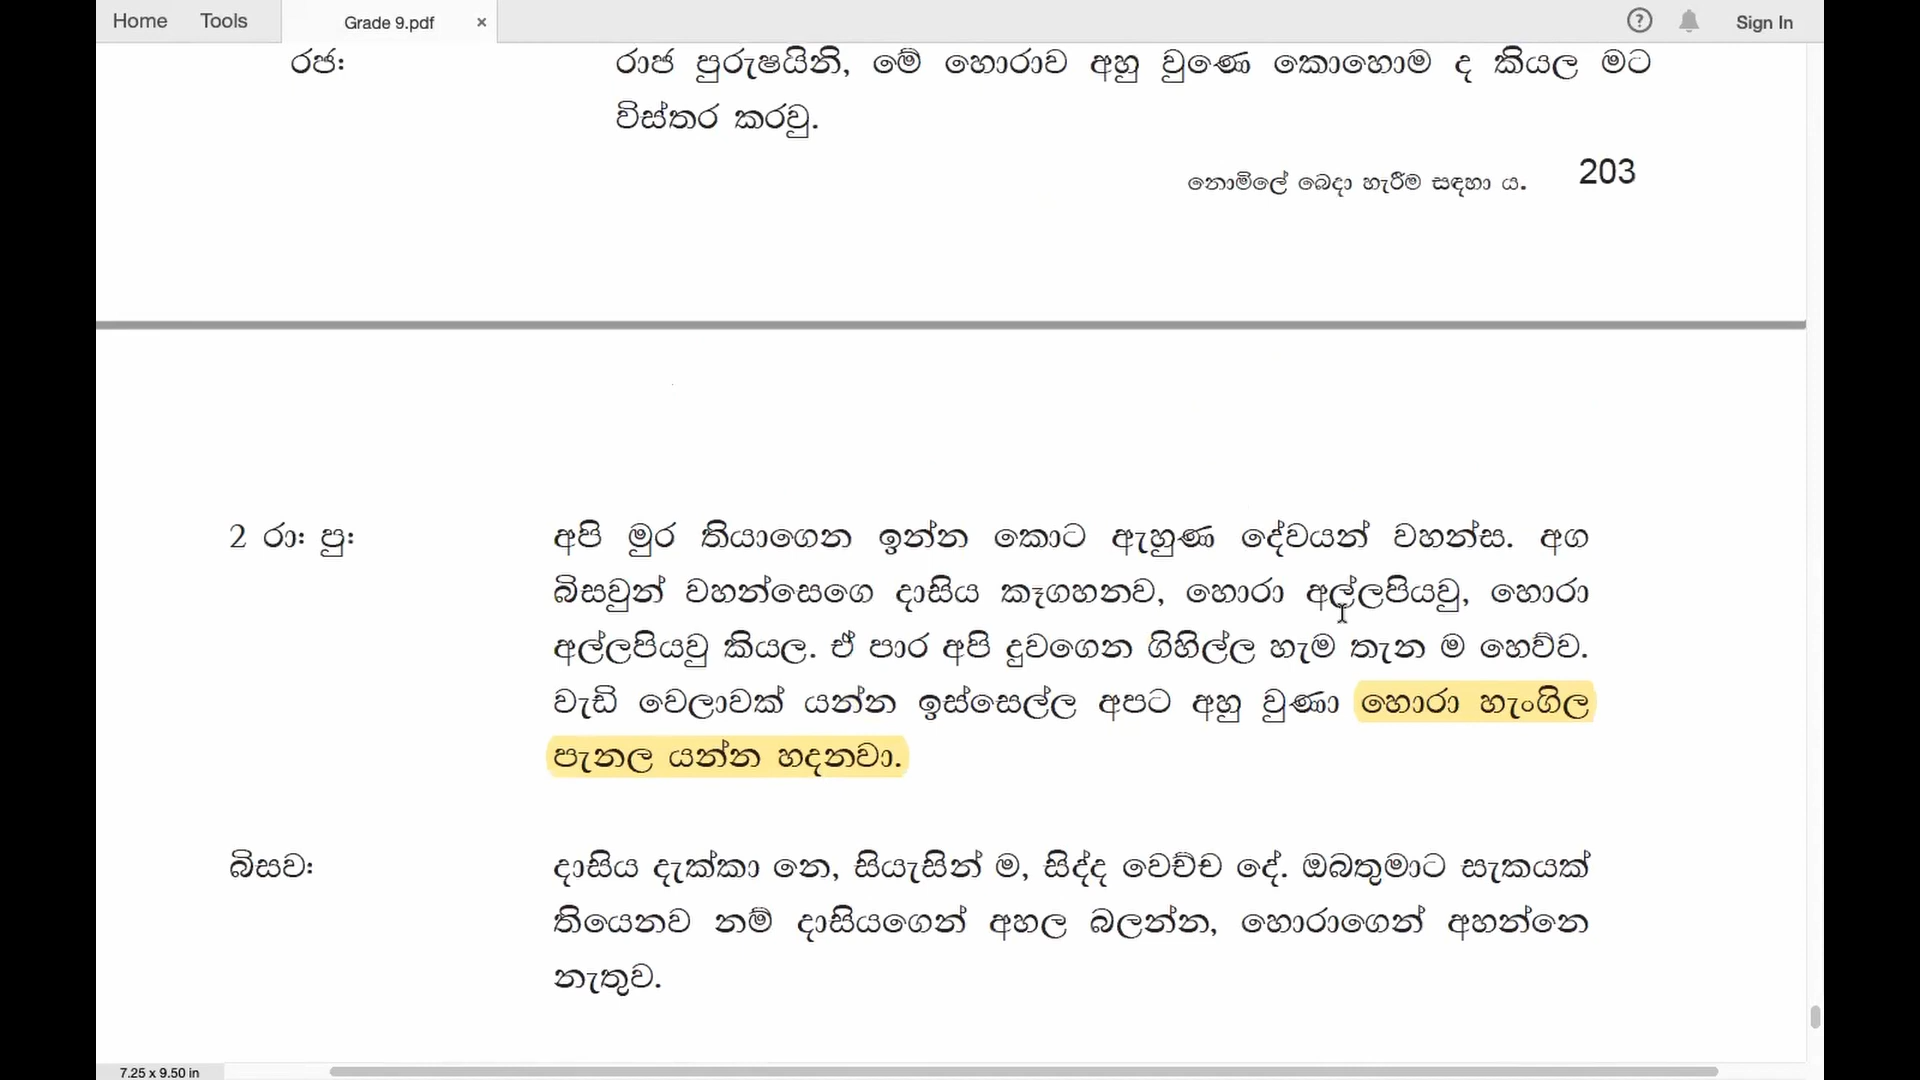 Home Tools Grade 9.pdf × ? Sign In
රජ: රාජ පුරුෂයිනි, මේ හොරාව අහු වුණෙ කොහොම ද කියල මට
විස්තර කරවු.
නොමිලේ බෙදා හැරීම සඳහා ය. 203
2 රා: පු: අපි මුර තියාගෙන ඉන්න කොට ඇහුණ දේවයන් වහන්ස. අග
බිසවුන් වහන්සෙගෙ දාසිය කෑගහනව, හොරා අල්ලපියවු, හොරා
අල්ලපියවු කියල. ඒ පාර අපි දුවගෙන ගිහිල්ල හැම තැන ම හෙව්ව.
වැඩි වෙලාවක් යන්න ඉස්සෙල්ල අපට අහු වුණා හොරා හැංගිල
පැනල යන්න හදනවා.
බිසව: දාසිය දැක්කා නෙ, සියැසින් ම, සිද්ද වෙච්ච දේ. ඔබතුමාට සැකයක්
තියෙනව නම් දාසියගෙන් අහල බලන්න, හොරාගෙන් අහන්නෙ
නැතුව.
7.25 x 9.50 in